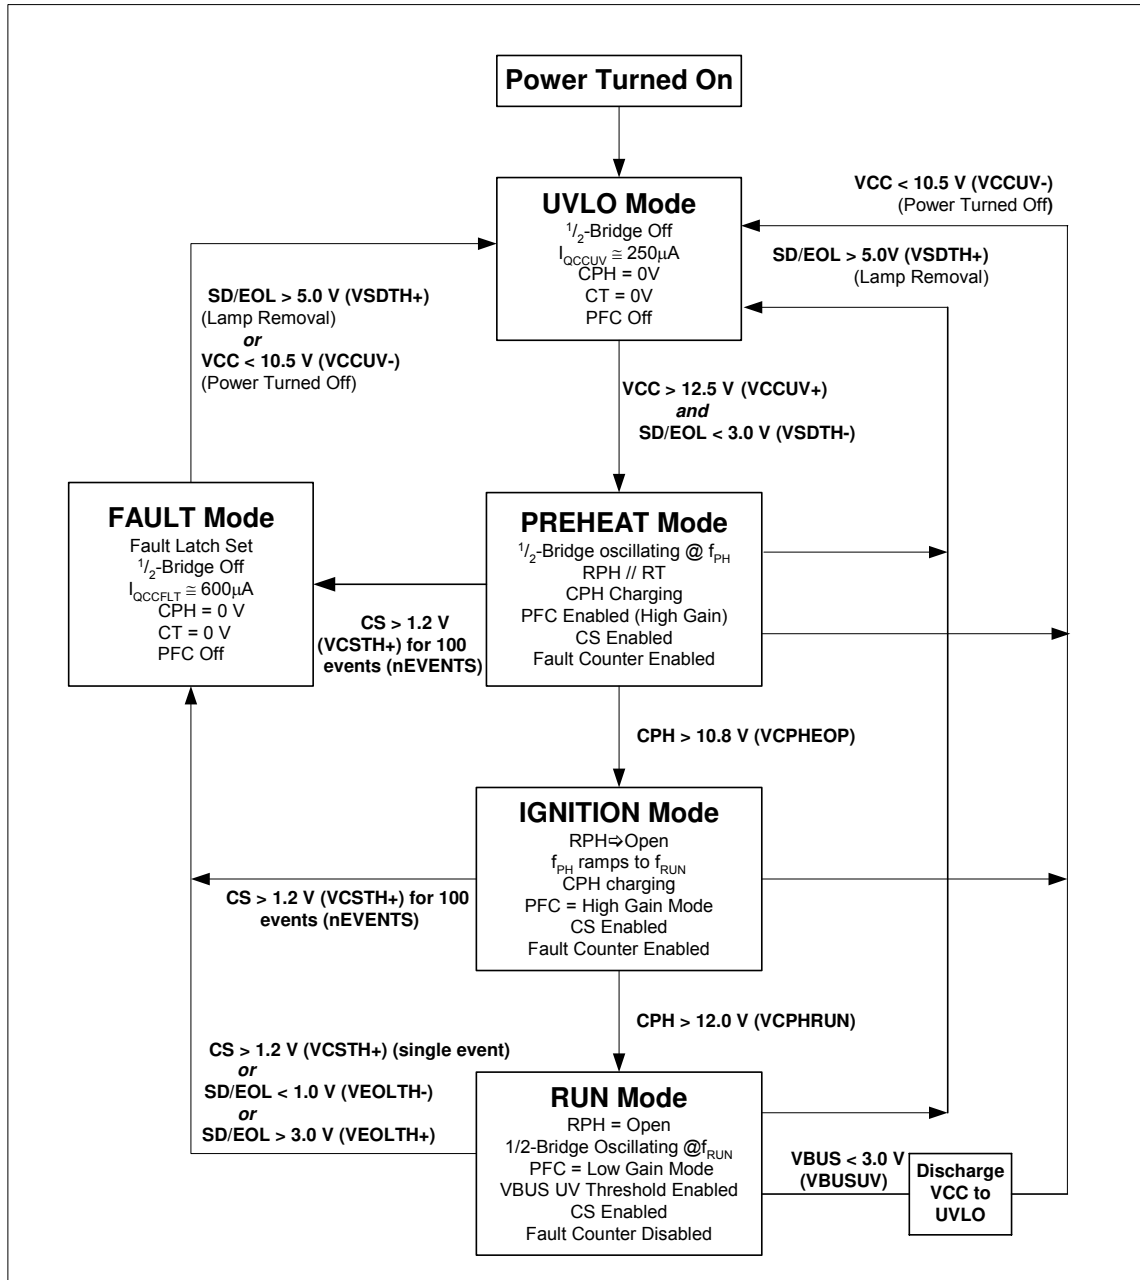 Power Turned On
UVLO Mode
1/2-Bridge Off
IQCCUV ≅ 250µA
CPH = 0V
CT = 0V
PFC Off
VCC < 10.5 V (VCCUV-)
(Power Turned Off)
SD/EOL > 5.0V (VSDTH+)
(Lamp Removal)
SD/EOL > 5.0 V (VSDTH+)
(Lamp Removal)
or
VCC < 10.5 V (VCCUV-)
(Power Turned Off)
VCC > 12.5 V (VCCUV+)
and
SD/EOL < 3.0 V (VSDTH-)
FAULT Mode
Fault Latch Set
1/2-Bridge Off
IQCCFLT ≅ 600µA
CPH = 0 V
CT = 0 V
PFC Off
PREHEAT Mode
1/2-Bridge oscillating @ fPH
RPH // RT
CPH Charging
PFC Enabled (High Gain)
CS Enabled
Fault Counter Enabled
CS > 1.2 V
(VCSTH+) for 100
events (nEVENTS)
CPH > 10.8 V (VCPHEOP)
IGNITION Mode
RPH⇨Open
fPH ramps to fRUN
CPH charging
PFC = High Gain Mode
CS Enabled
Fault Counter Enabled
CS > 1.2 V (VCSTH+) for 100
events (nEVENTS)
CPH > 12.0 V (VCPHRUN)
CS > 1.2 V (VCSTH+) (single event)
or
SD/EOL < 1.0 V (VEOLTH-)
or
SD/EOL > 3.0 V (VEOLTH+)
RUN Mode
RPH = Open
1/2-Bridge Oscillating @fRUN
PFC = Low Gain Mode
VBUS UV Threshold Enabled
CS Enabled
Fault Counter Disabled
VBUS < 3.0 V
(VBUSUV)
Discharge
VCC to
UVLO